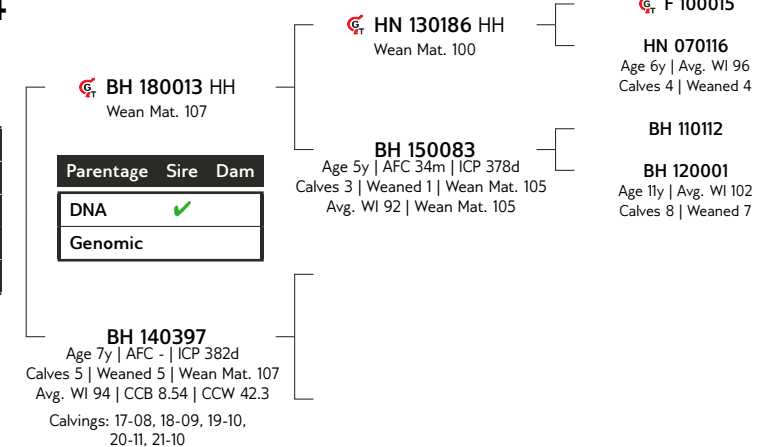 4
GT F 100015
GT HN 130186 HH
Wean Mat. 100
HN 070116
Age 6y | Avg. WI 96
Calves 4 | Weaned 4
GT BH 180013 HH
Wean Mat. 107
BH 150083
Age 5y | AFC 34m | ICP 378d
Calves 3 | Weaned 1 | Wean Mat. 105
Avg. WI 92 | Wean Mat. 105
BH 110112
BH 120001
Age 11y | Avg. WI 102
Calves 8 | Weaned 7
Parentage Sire Dam
DNA ✔
Genomic
BH 140397
Age 7y | AFC - | ICP 382d
Calves 5 | Weaned 5 | Wean Mat. 107
Avg. WI 94 | CCB 8.54 | CCW 42.3
Calvings: 17-08, 18-09, 19-10,
20-11, 21-10